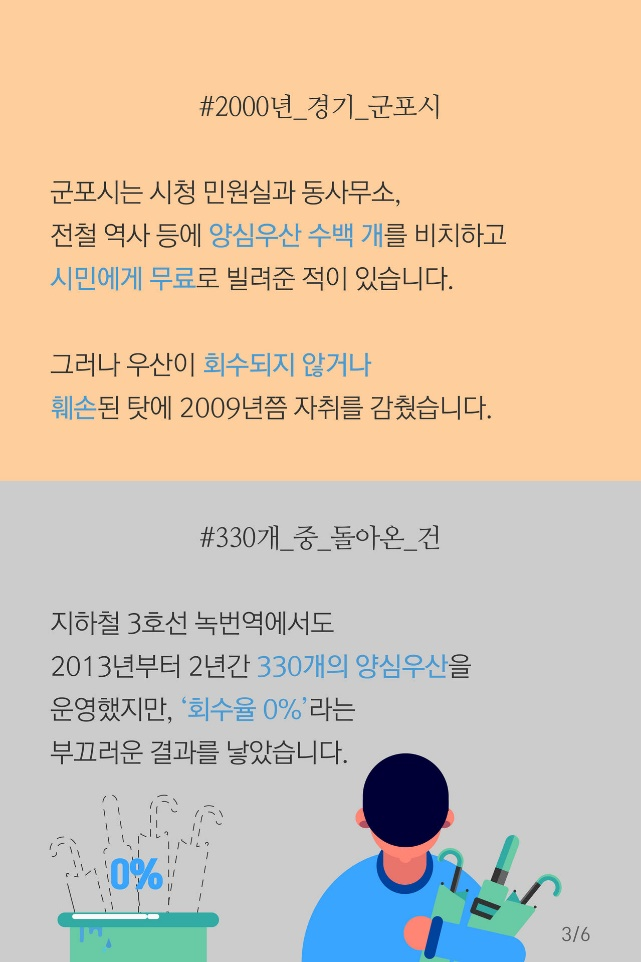 #2000년_경기_군포시
군포시는 시청 민원실과 동사무소,
전철 역사 등에 양심우산 수백 개를 비치하고
시민에게 무료로 빌려준 적이 있습니다.
그러나 우산이 회수되지 않거나
훼손된 탓에 2009년쯤 자취를 감췄습니다.
#330개_중_돌아온_건
지하철 3호선 녹번역에서도
2013년부터 2년간 330개의 양심우산을
운영했지만, ‘회수율 0%’라는
부끄러운 결과를 낳았습니다.
0%
3/6